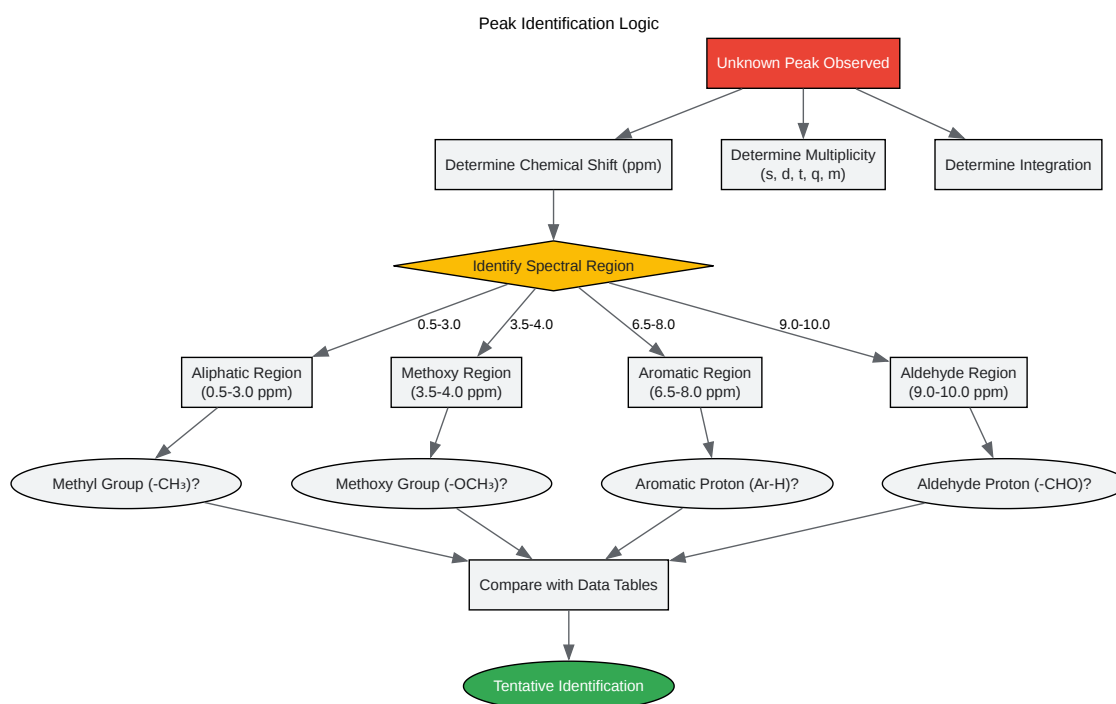 Peak Identification Logic
Unknown Peak Observed
Determine Chemical Shift (ppm)
Determine Multiplicity
(s, d, t, q, m)
Determine Integration
Identify Spectral Region
0.5-3.0
3.5-4.0
6.5-8.0
9.0-10.0
Aliphatic Region
(0.5-3.0 ppm)
Methoxy Region
(3.5-4.0 ppm)
Aromatic Region
(6.5-8.0 ppm)
Aldehyde Region
(9.0-10.0 ppm)
Methyl Group (-CH₃)?
Methoxy Group (-OCH₃)?
Aromatic Proton (Ar-H)?
Aldehyde Proton (-CHO)?
Compare with Data Tables
Tentative Identification